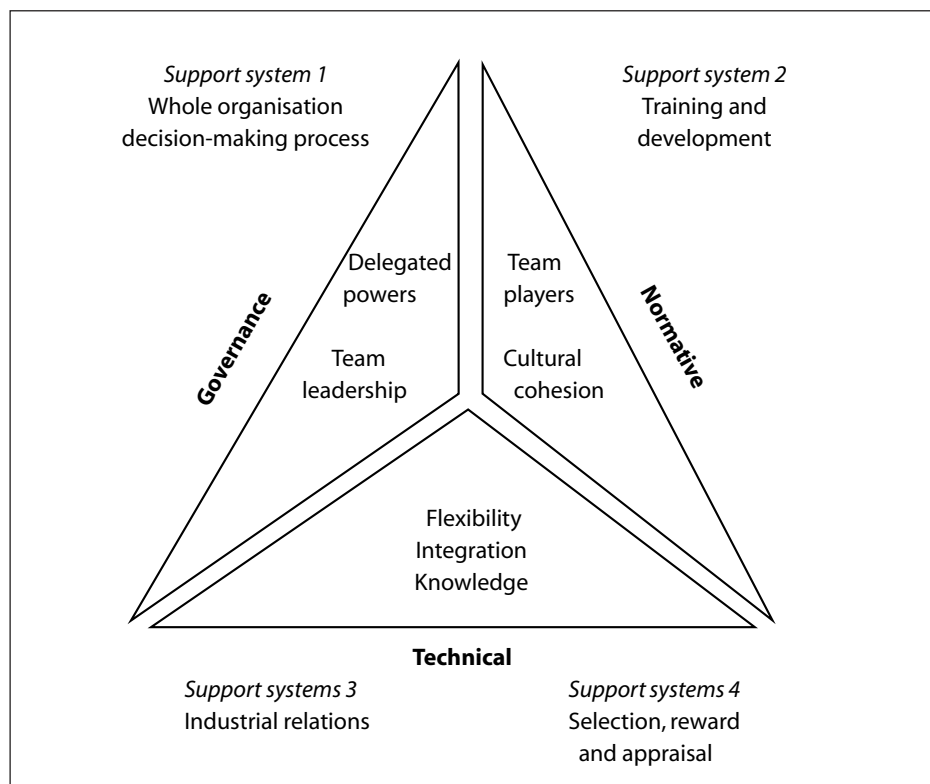 Support system 1
Whole organisation
decision-making process
Support system 2
Training and
development
Governance
Delegated
powers
Team
leadership
Team
players
Cultural
cohesion
Normative
Flexibility
Integration
Knowledge
Technical
Support systems 3
Industrial relations
Support systems 4
Selection, reward
and appraisal